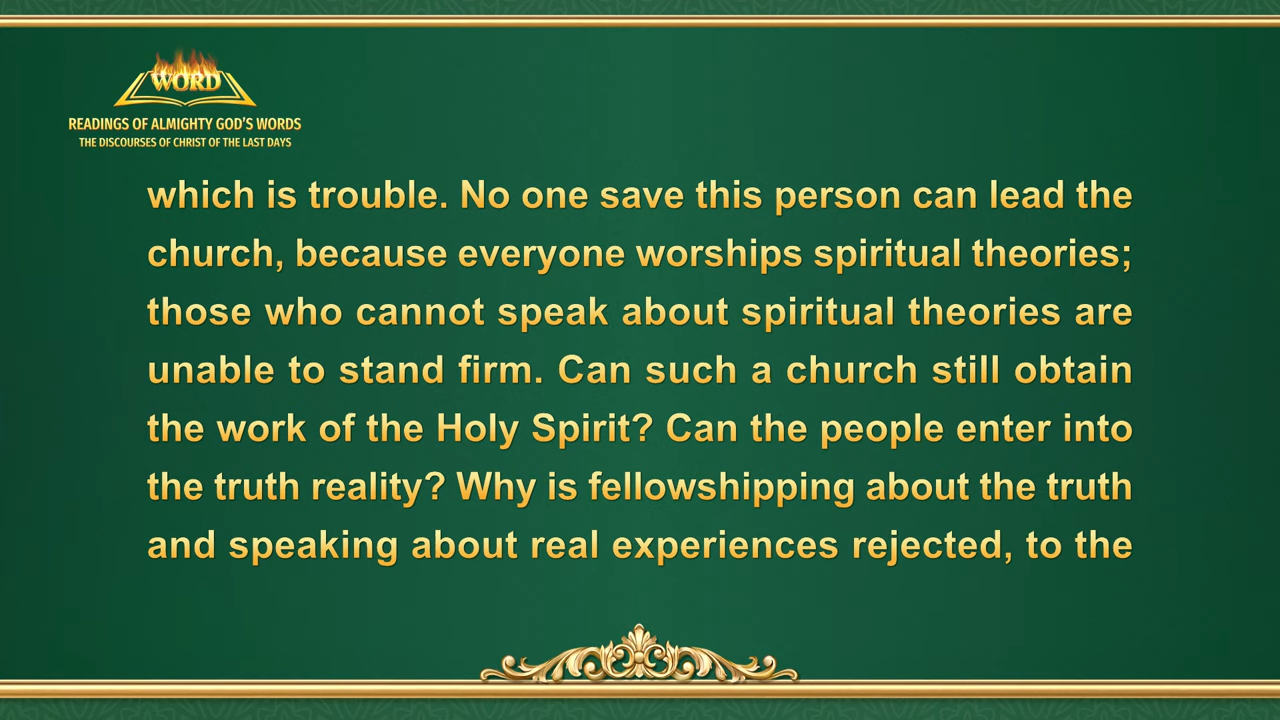 WORD
READINGS OF ALMIGHTY GOD'S WORDS
THE DISCOURSES OF CHRIST OF THE LAST DAYS
which is trouble. No one save this person can lead the
church, because everyone worships spiritual theories;
those who cannot speak about spiritual theories are
unable to stand firm. Can such a church still obtain
the work of the Holy Spirit? Can the people enter into
the truth reality? Why is fellowshipping about the truth
and speaking about real experiences rejected, to the